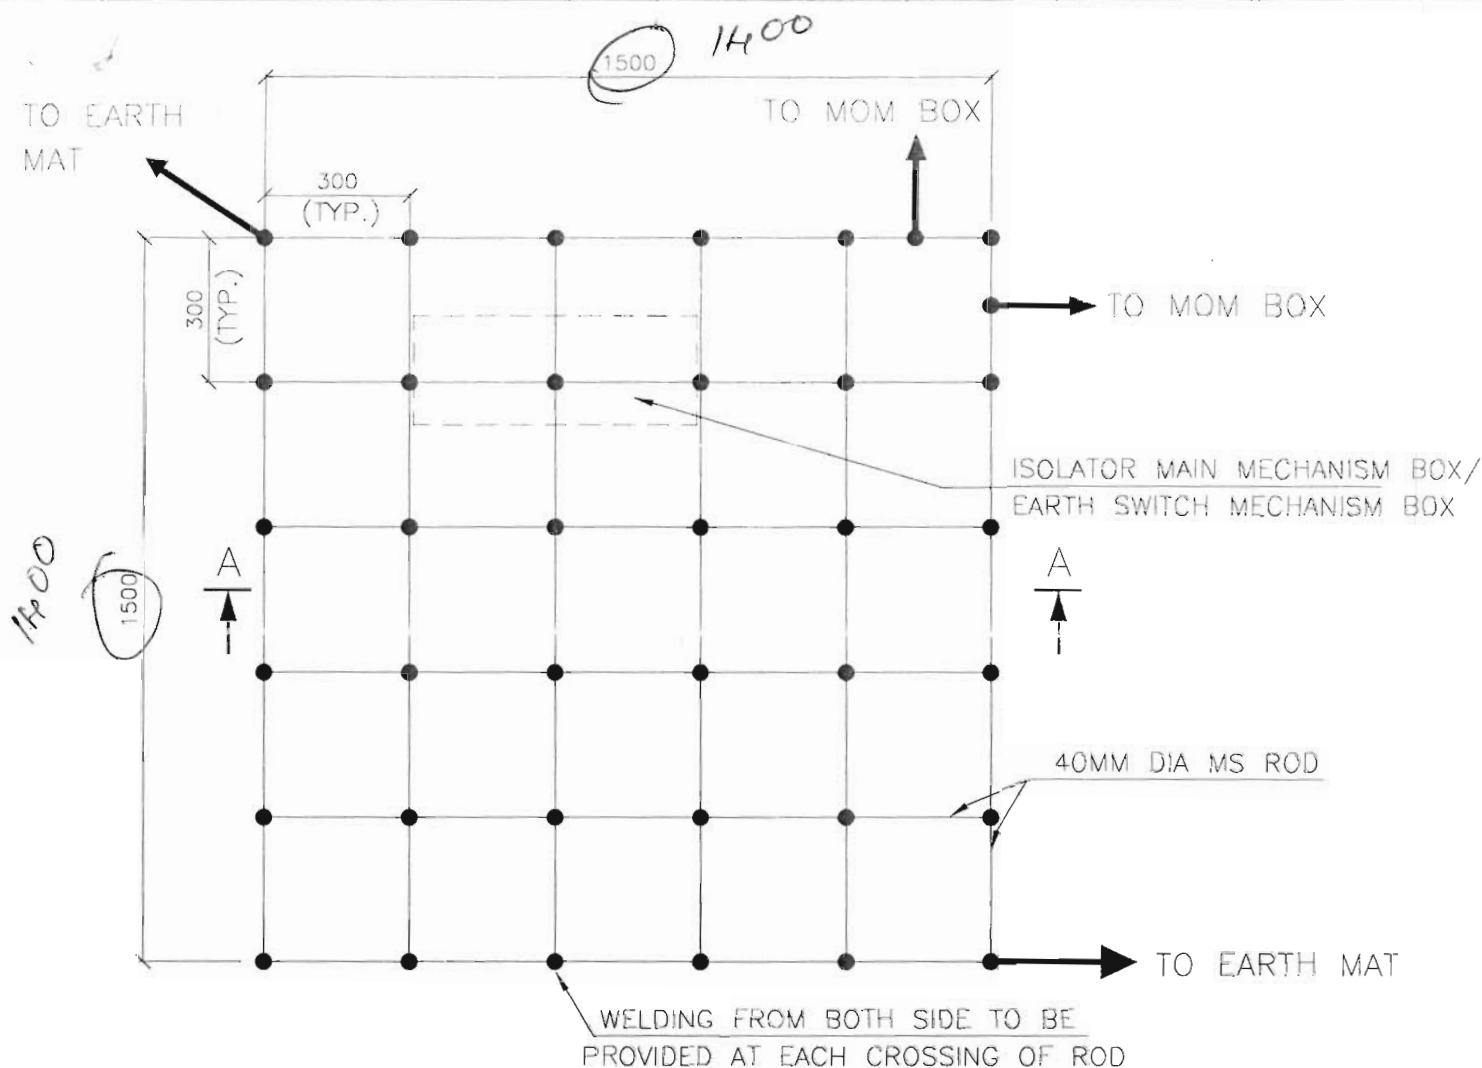 1500 1400
TO EARTH
MAT
TO MOM BOX
300
(TYP.)
300
(TYP.)
TO MOM BOX
ISOLATOR MAIN MECHANISM BOX/
EARTH SWITCH MECHANISM BOX
A
A
1400
1500
40MM DIA MS ROD
TO EARTH MAT
WELDING FROM BOTH SIDE TO BE
PROVIDED AT EACH CROSSING OF ROD